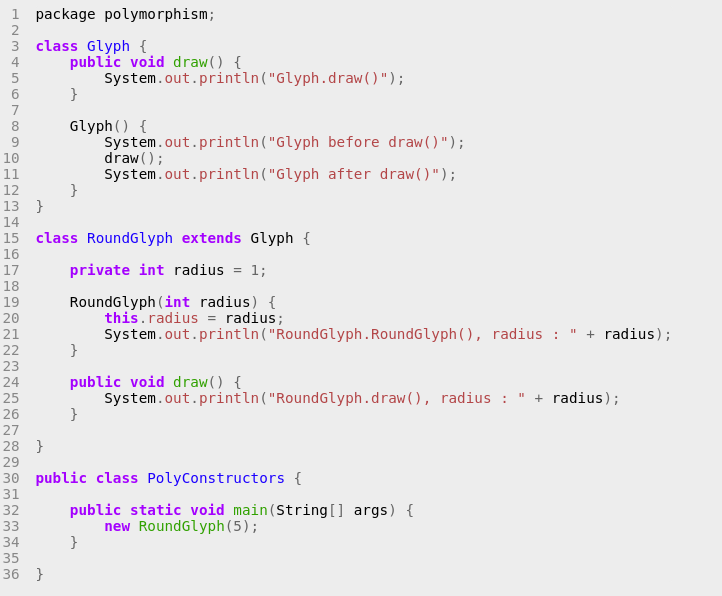 1 package polymorphism;
2
3 class Glyph {
4     public void draw() {
5         System.out.println("Glyph.draw()");
6     }
7
8     Glyph() {
9         System.out.println("Glyph before draw()");
10         draw();
11         System.out.println("Glyph after draw()");
12     }
13 }
14
15 class RoundGlyph extends Glyph {
16
17     private int radius = 1;
18
19     RoundGlyph(int radius) {
20         this.radius = radius;
21         System.out.println("RoundGlyph.RoundGlyph(), radius : " + radius);
22     }
23
24     public void draw() {
25         System.out.println("RoundGlyph.draw(), radius : " + radius);
26     }
27
28 }
29
30 public class PolyConstructors {
31
32     public static void main(String[] args) {
33         new RoundGlyph(5);
34     }
35
36 }